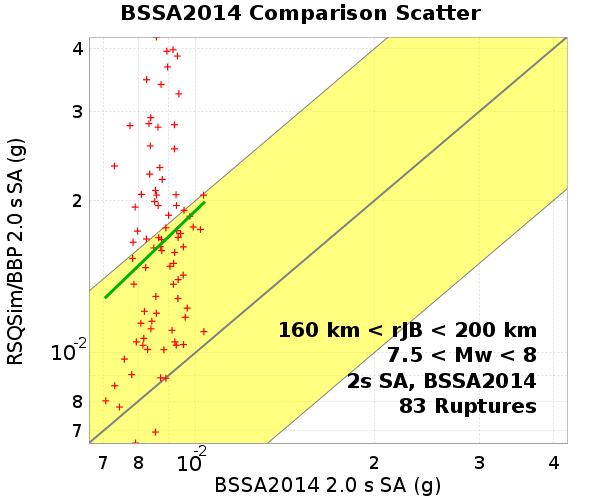 BSSA2014 Comparison Scatter
RSQSim/BBP 2.0 s SA (g)
4
3
2
10-2
8
7
160 km < rJB < 200 km
7.5 < Mw < 8
2s SA, BSSA2014
83 Ruptures
7 8 10-2 2 3 4
BSSA2014 2.0 s SA (g)